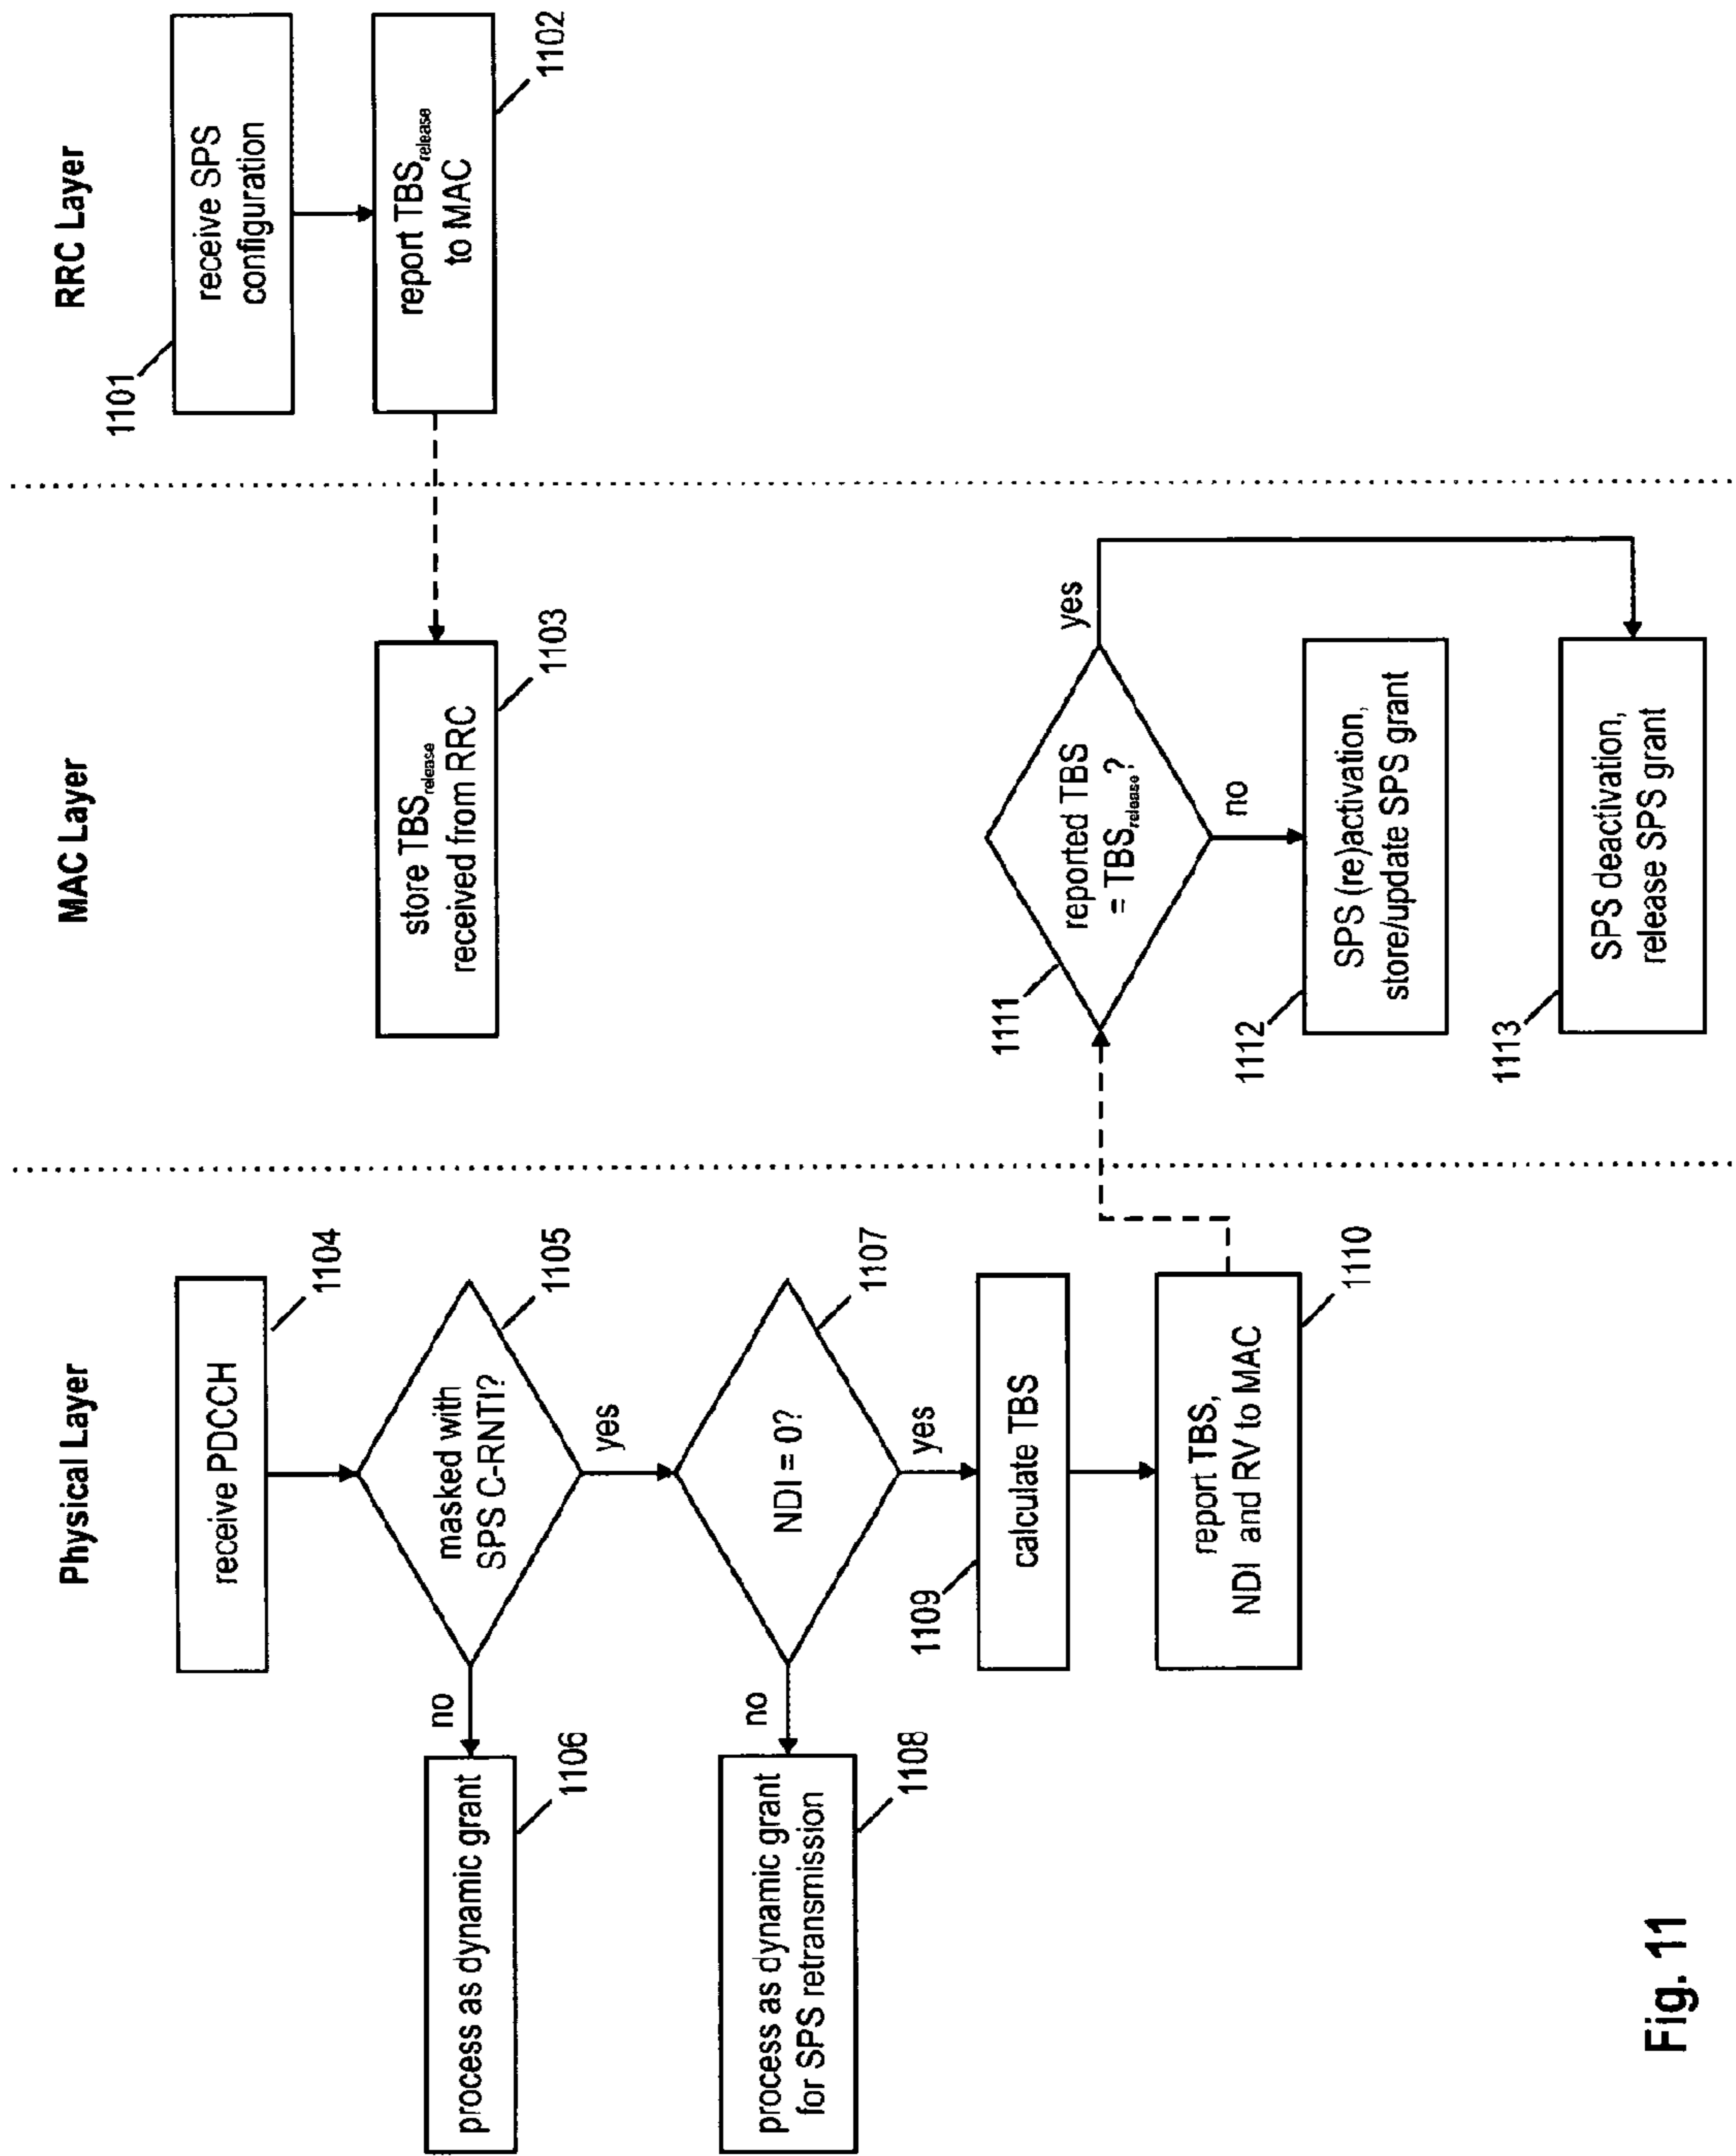 Physical Layer
MAC Layer
RRC Layer
1101
receive SPS
configuration
report TBSrelease
to MAC
1102
store TBSrelease
received from RRC
1103
receive PDCCH
1104
masked with
SPS C-RNTI?
1105
no
yes
process as dynamic grant
1106
NDI = 0?
1107
no
yes
process as dynamic grant
for SPS retransmission
1108
1109
calculate TBS
report TBS,
NDI and RV to MAC
1110
1111
reported TBS
= TBSrelease?
yes
no
1112
SPS (re)activation,
store/update SPS grant
1113
SPS deactivation,
release SPS grant
Fig. 11